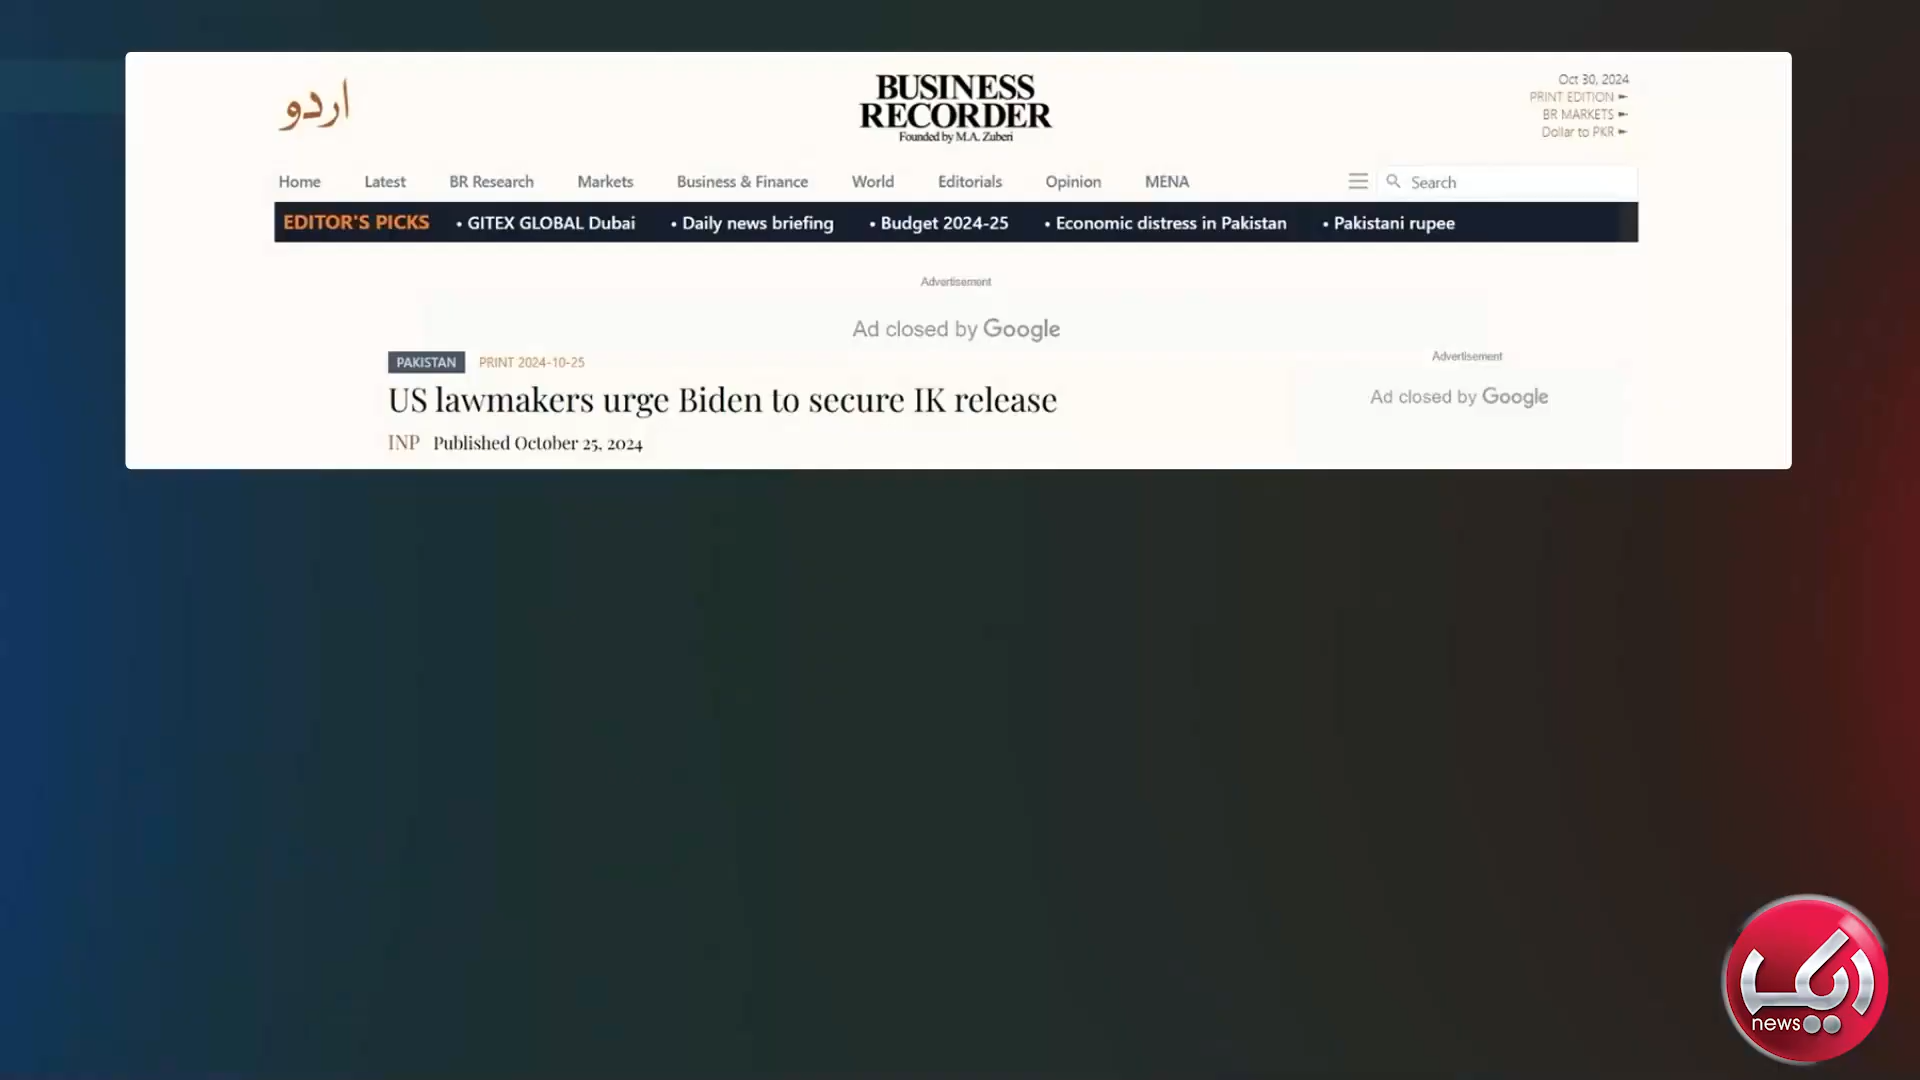 اردو
BUSINESS
RECORDER
Founded by M.A. Zuberi
Oct 30, 2024
PRINT EDITION ►
BR MARKETS ►
Dollar to PKR ►
Home Latest BR Research Markets Business & Finance World Editorials Opinion MENA Search
EDITOR'S PICKS • GITEX GLOBAL Dubai • Daily news briefing • Budget 2024-25 • Economic distress in Pakistan • Pakistani rupee
Advertisement
Ad closed by Google
Advertisement
Ad closed by Google
PAKISTAN PRINT 2024-10-25
US lawmakers urge Biden to secure IK release
INP Published October 25, 2024
news